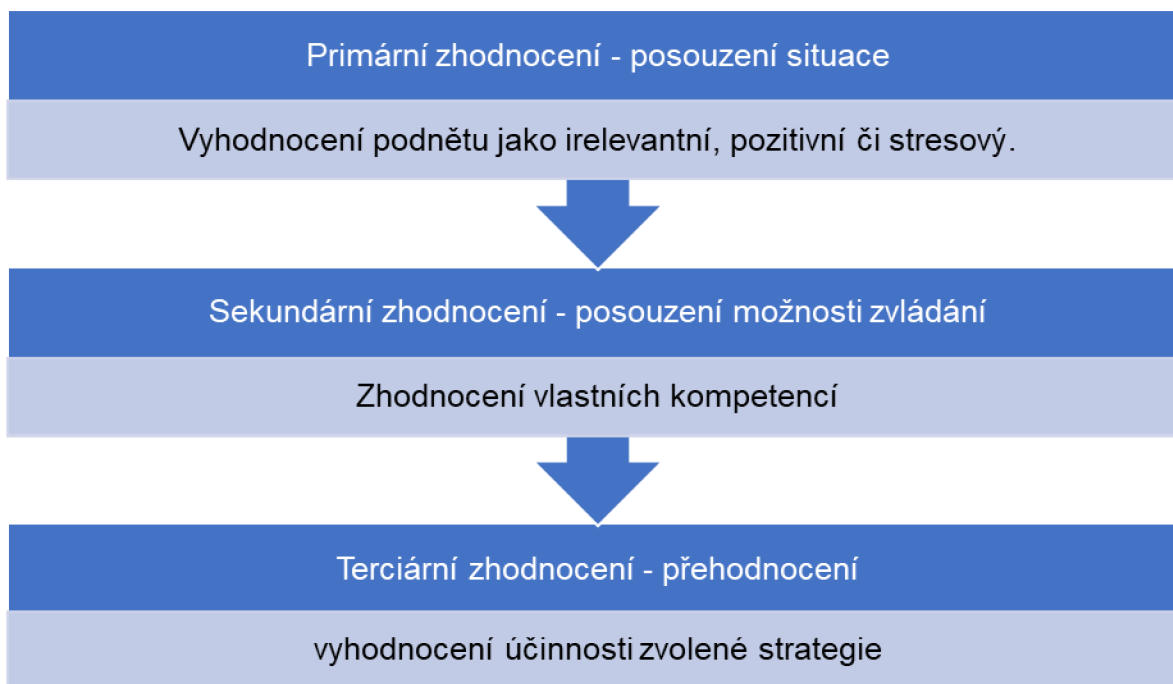 Primární zhodnocení - posouzení situace
Vyhodnocení podnětu jako irelevantní, pozitivní či stresový.
Sekundární zhodnocení - posouzení možnosti zvládání
Zhodnocení vlastních kompetencí
Terciární zhodnocení - přehodnocení
vyhodnocení účinnosti zvolené strategie